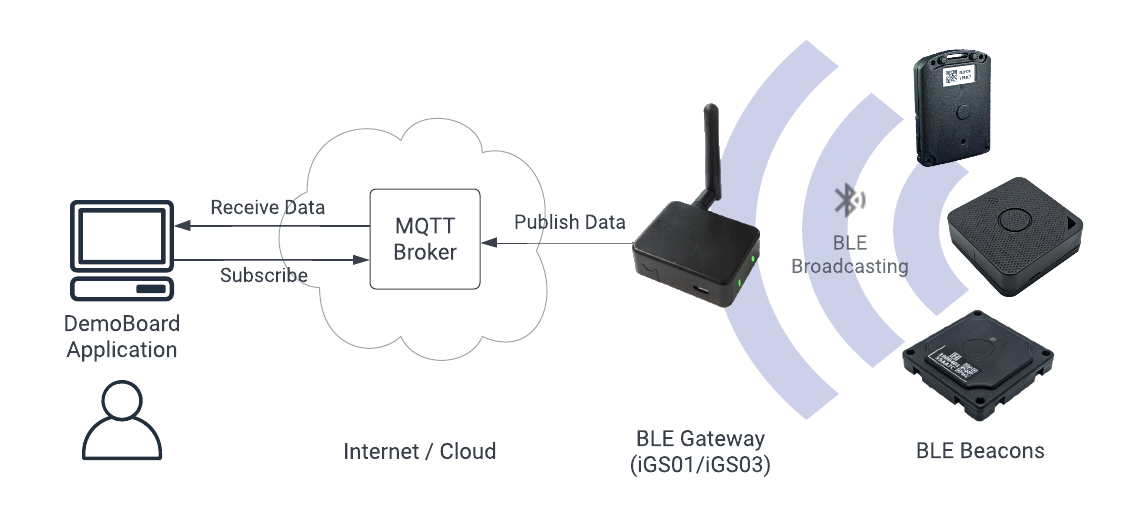 Receive Data
Subscribe
DemoBoard
Application
MQTT
Broker
Internet / Cloud
Publish Data
BLE Gateway
(iGS01/iGS03)
BLE
Broadcasting
BLE Beacons